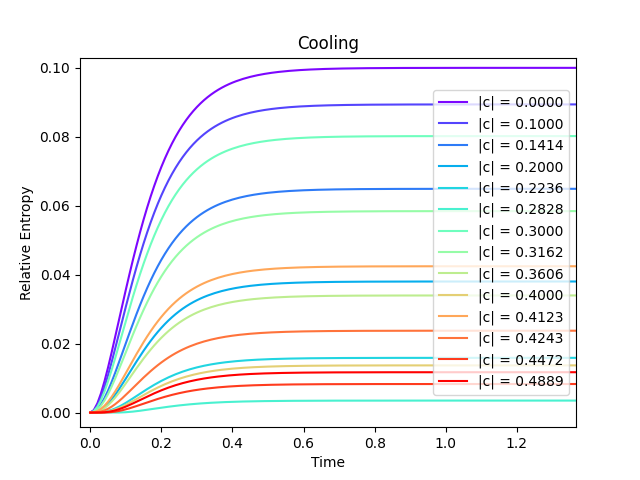 Cooling
Relative Entropy
0.10
0.08
0.06
0.04
0.02
0.00
|c| = 0.0000
|c| = 0.1000
|c| = 0.1414
|c| = 0.2000
|c| = 0.2236
|c| = 0.2828
|c| = 0.3000
|c| = 0.3162
|c| = 0.3606
|c| = 0.4000
|c| = 0.4123
|c| = 0.4243
|c| = 0.4472
|c| = 0.4889
0.0 0.2 0.4 0.6 0.8 1.0 1.2
Time